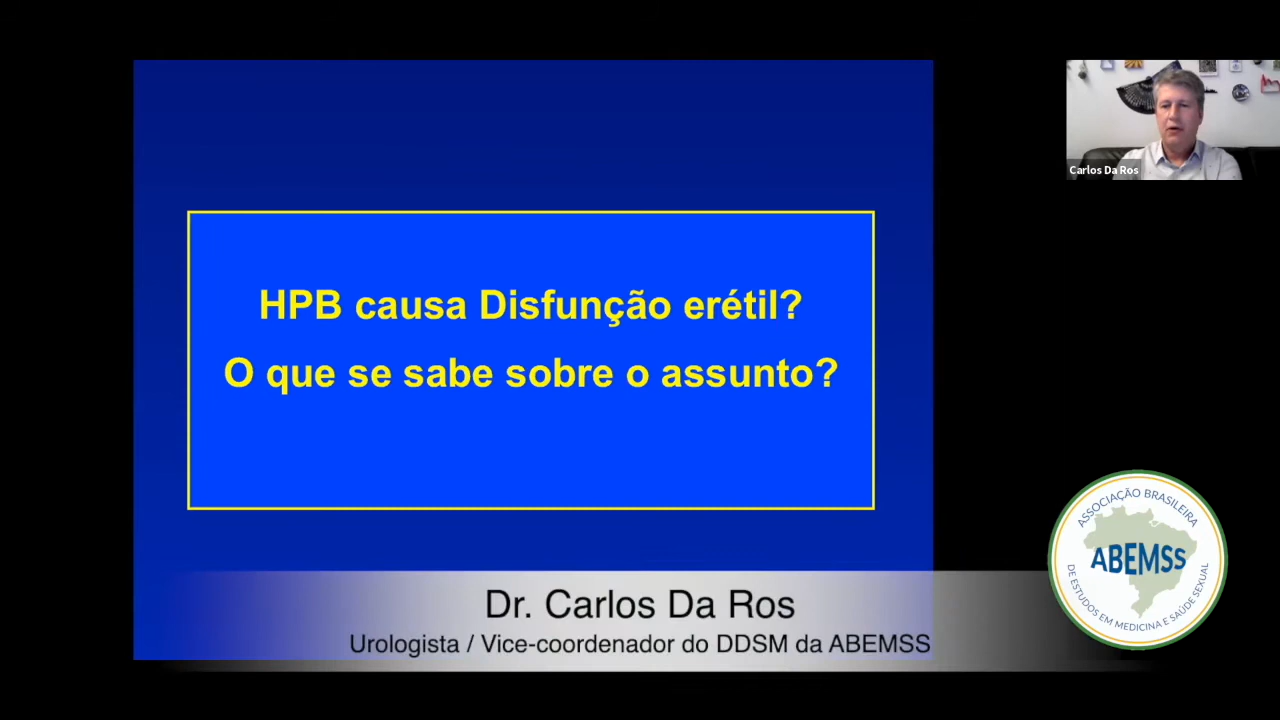 HPB causa Disfunção erétil?
O que se sabe sobre o assunto?
Carlos Da Ros
Dr. Carlos Da Ros
Urologista / Vice-coordenador do DDSM da ABEMSS
ASSOCIAÇÃO BRASILEIRA
ABEMSS
DE ESTUDOS EM MEDICINA E SAÚDE SEXUAL